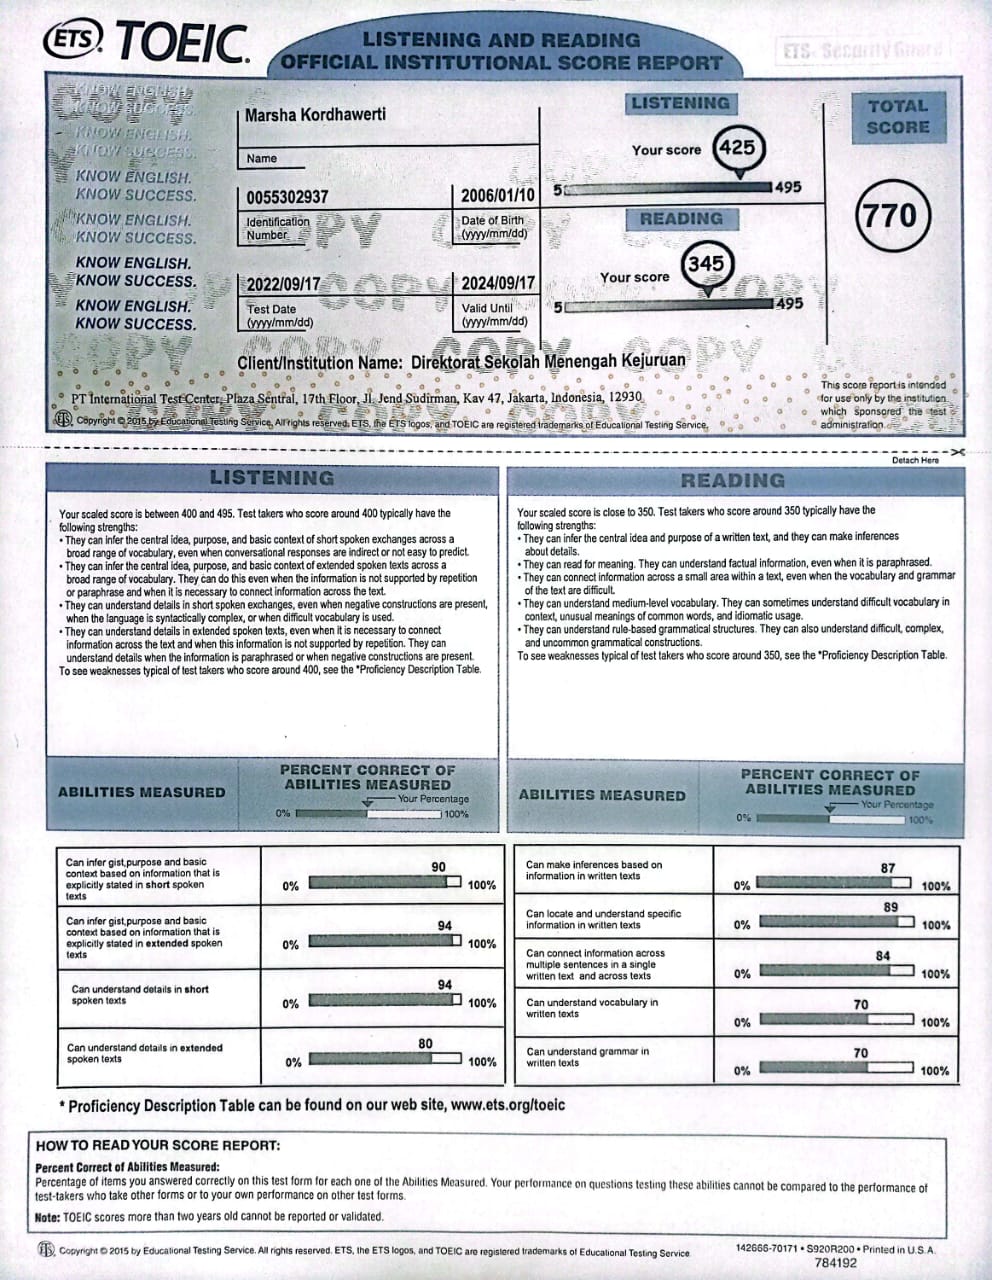 ETS® TOEIC®
LISTENING AND READING
OFFICIAL INSTITUTIONAL SCORE REPORT
ETS Security Guard
KNOW ENGLISH.
KNOW SUCCESS.
KNOW ENGLISH.
KNOW SUCCESS.
KNOW ENGLISH.
KNOW SUCCESS.
KNOW ENGLISH.
KNOW SUCCESS.
KNOW ENGLISH.
KNOW SUCCESS.
KNOW ENGLISH.
KNOW SUCCESS.
Marsha Kordhawerti
Name
0055302937
Identification
Number
2006/01/10
Date of Birth
(yyyy/mm/dd)
2022/09/17
Test Date
(yyyy/mm/dd)
2024/09/17
Valid Until
(yyyy/mm/dd)
LISTENING
Your score 425
5 495
READING
Your score 345
5 495
TOTAL
SCORE
770
COPY COPY COPY COPY
Client/Institution Name: Direktorat Sekolah Menengah Kejuruan
PT International Test Center, Plaza Sentral, 17th Floor, Jl. Jend Sudirman, Kav 47, Jakarta, Indonesia, 12930
Copyright © 2015 by Educational Testing Service. All rights reserved. ETS, the ETS logos, and TOEIC are registered trademarks of Educational Testing Service.
This score report is intended
for use only by the institution
which sponsored the test
administration.
Detach Here
LISTENING
Your scaled score is between 400 and 495. Test takers who score around 400 typically have the
following strengths:
• They can infer the central idea, purpose, and basic context of short spoken exchanges across a
broad range of vocabulary, even when conversational responses are indirect or not easy to predict.
• They can infer the central idea, purpose, and basic context of extended spoken texts across a
broad range of vocabulary. They can do this even when the information is not supported by repetition
or paraphrase and when it is necessary to connect information across the text.
• They can understand details in short spoken exchanges, even when negative constructions are present,
when the language is syntactically complex, or when difficult vocabulary is used.
• They can understand details in extended spoken texts, even when it is necessary to connect
information across the text and when this information is not supported by repetition. They can
understand details when the information is paraphrased or when negative constructions are present.
To see weaknesses typical of test takers who score around 400, see the *Proficiency Description Table.
READING
Your scaled score is close to 350. Test takers who score around 350 typically have the
following strengths:
• They can infer the central idea and purpose of a written text, and they can make inferences
about details.
• They can read for meaning. They can understand factual information, even when it is paraphrased.
• They can connect information across a small area within a text, even when the vocabulary and grammar
of the text are difficult.
• They can understand medium-level vocabulary. They can sometimes understand difficult vocabulary in
context, unusual meanings of common words, and idiomatic usage.
• They can understand rule-based grammatical structures. They can also understand difficult, complex,
and uncommon grammatical constructions.
To see weaknesses typical of test takers who score around 350, see the *Proficiency Description Table.
ABILITIES MEASURED
PERCENT CORRECT OF
ABILITIES MEASURED
Your Percentage
0% 100%
Can infer gist,purpose and basic
context based on information that is
explicitly stated in short spoken
texts
90
0% 100%
Can infer gist,purpose and basic
context based on information that is
explicitly stated in extended spoken
texts
94
0% 100%
Can understand details in short
spoken texts
94
0% 100%
Can understand details in extended
spoken texts
80
0% 100%
ABILITIES MEASURED
PERCENT CORRECT OF
ABILITIES MEASURED
Your Percentage
0% 100%
Can make inferences based on
information in written texts
87
0% 100%
Can locate and understand specific
information in written texts
89
0% 100%
Can connect information across
multiple sentences in a single
written text and across texts
84
0% 100%
Can understand vocabulary in
written texts
70
0% 100%
Can understand grammar in
written texts
70
0% 100%
* Proficiency Description Table can be found on our web site, www.ets.org/toeic
HOW TO READ YOUR SCORE REPORT:
Percent Correct of Abilities Measured:
Percentage of items you answered correctly on this test form for each one of the Abilities Measured. Your performance on questions testing these abilities cannot be compared to the performance of
test-takers who take other forms or to your own performance on other test forms.
Note: TOEIC scores more than two years old cannot be reported or validated.
Copyright © 2015 by Educational Testing Service. All rights reserved. ETS, the ETS logos, and TOEIC are registered trademarks of Educational Testing Service.
142666-70171 • S920R200 • Printed in U.S.A.
784192